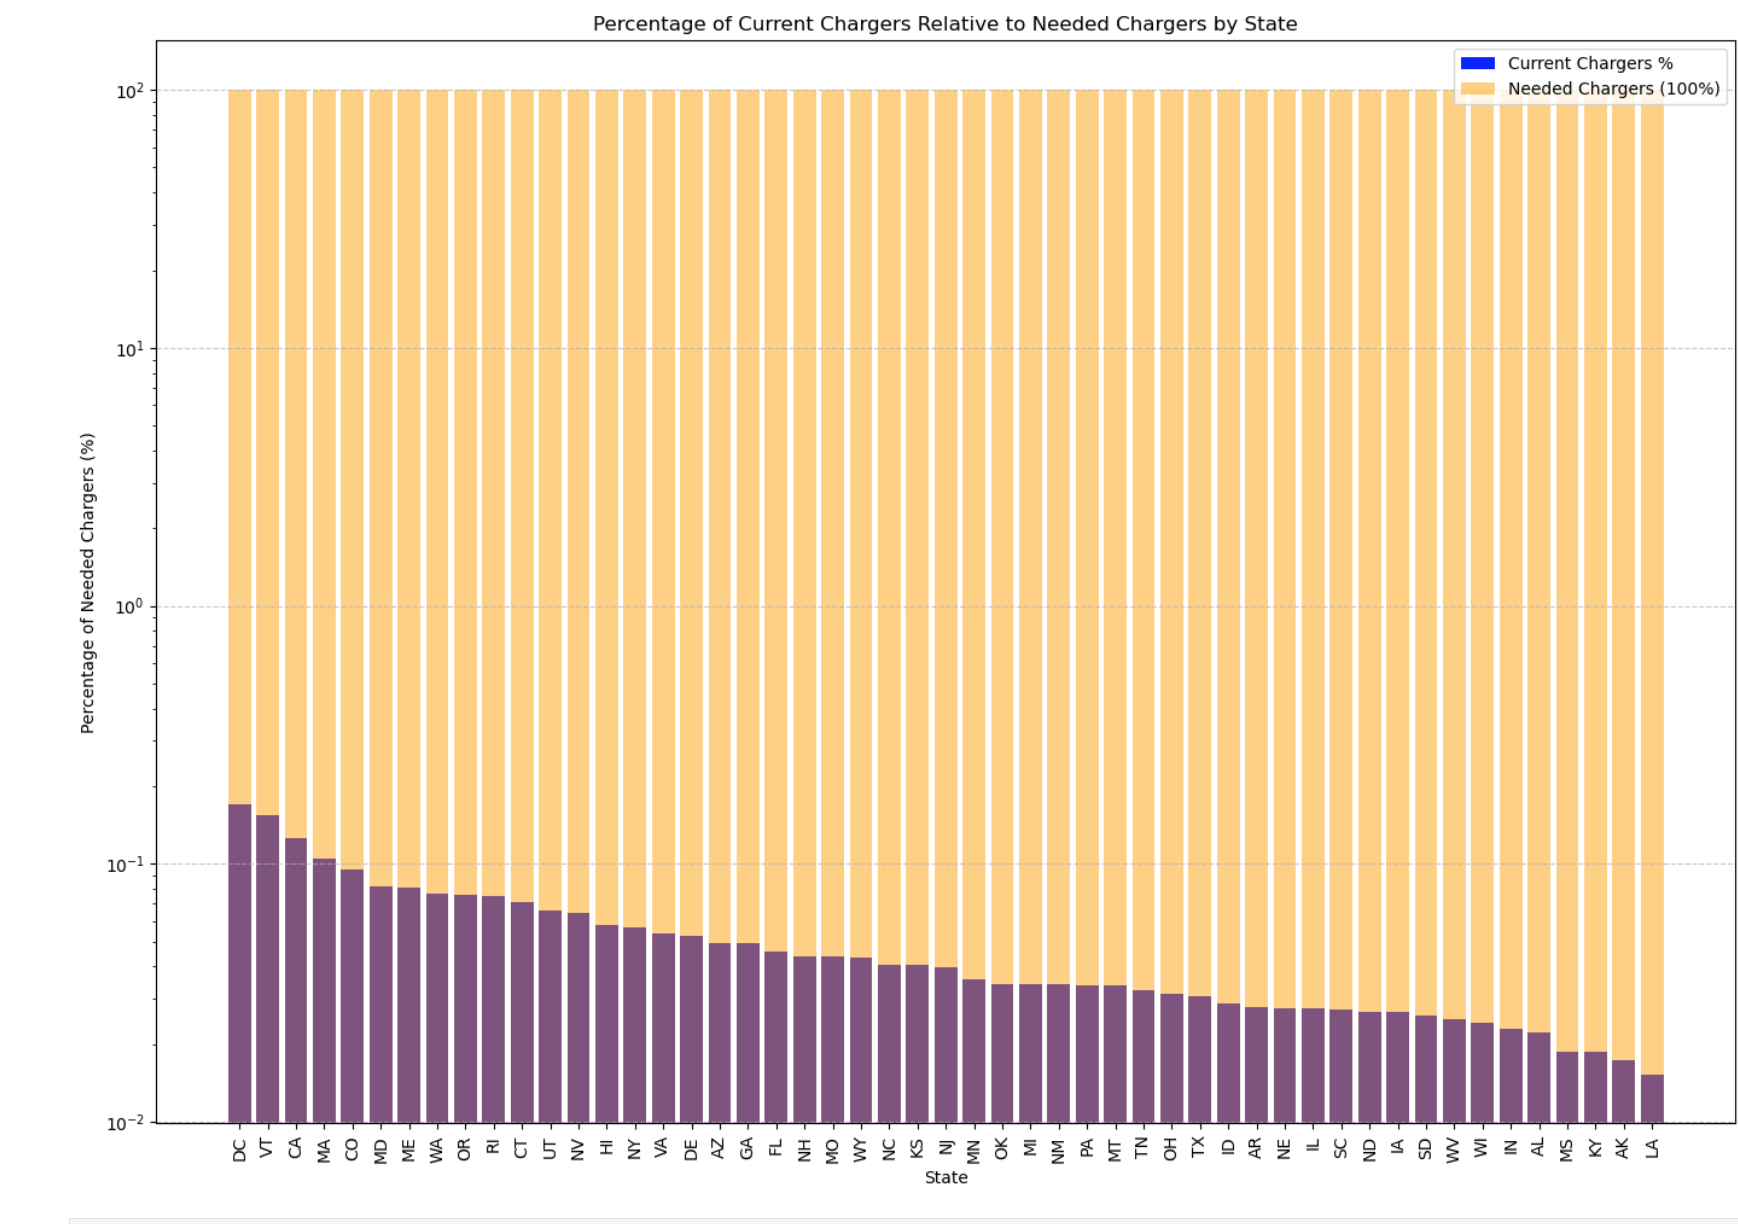 Percentage of Current Chargers Relative to Needed Chargers by State
Current Chargers %
Needed Chargers (100%)
10²
10¹
10⁰
10⁻¹
10⁻²
Percentage of Needed Chargers (%)
DC VT CA MA CO MD ME WA OR RI CT UT NV HI NY VA DE AZ GA FL NH MO WY NC KS NJ MN OK MI NM PA MT TN OH TX ID AR NE IL SC ND IA SD WV WI IN AL MS KY AK LA
State